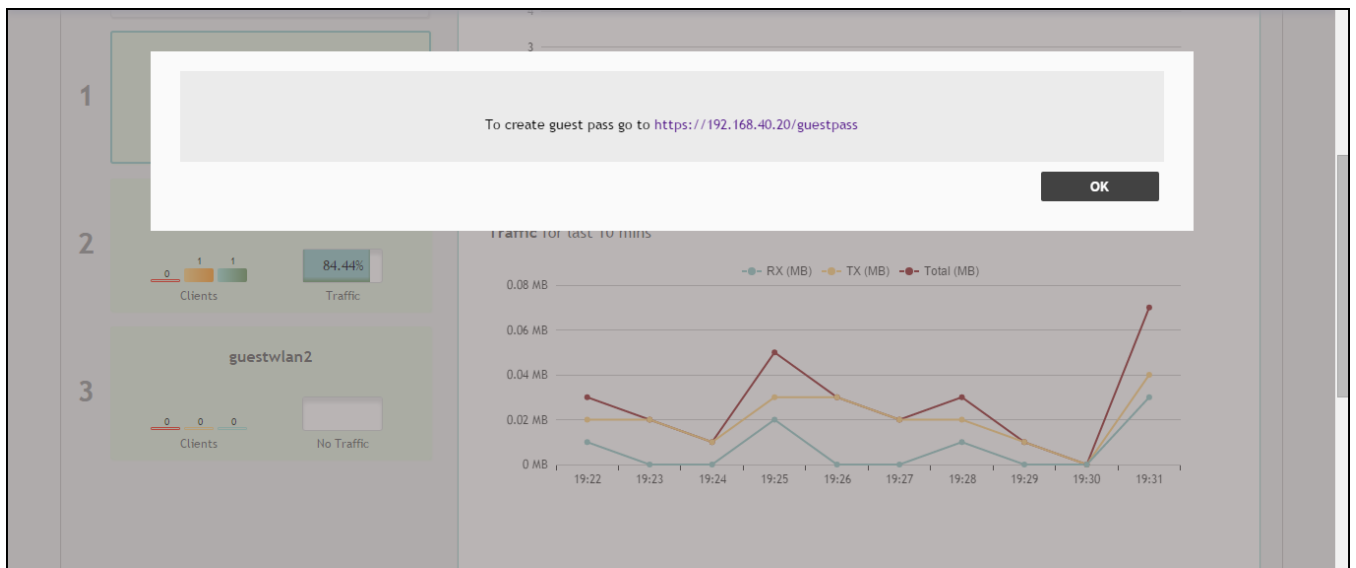 4
3
1
To create guest pass go to https://192.168.40.20/guestpass
OK
2
0 1 1
Clients
84.44%
Traffic
Traffic for last 10 mins
RX (MB) TX (MB) Total (MB)
0.08 MB
0.06 MB
0.04 MB
0.02 MB
0 MB
19:22 19:23 19:24 19:25 19:26 19:27 19:28 19:29 19:30 19:31
3
guestwlan2
0 0 0
Clients
No Traffic